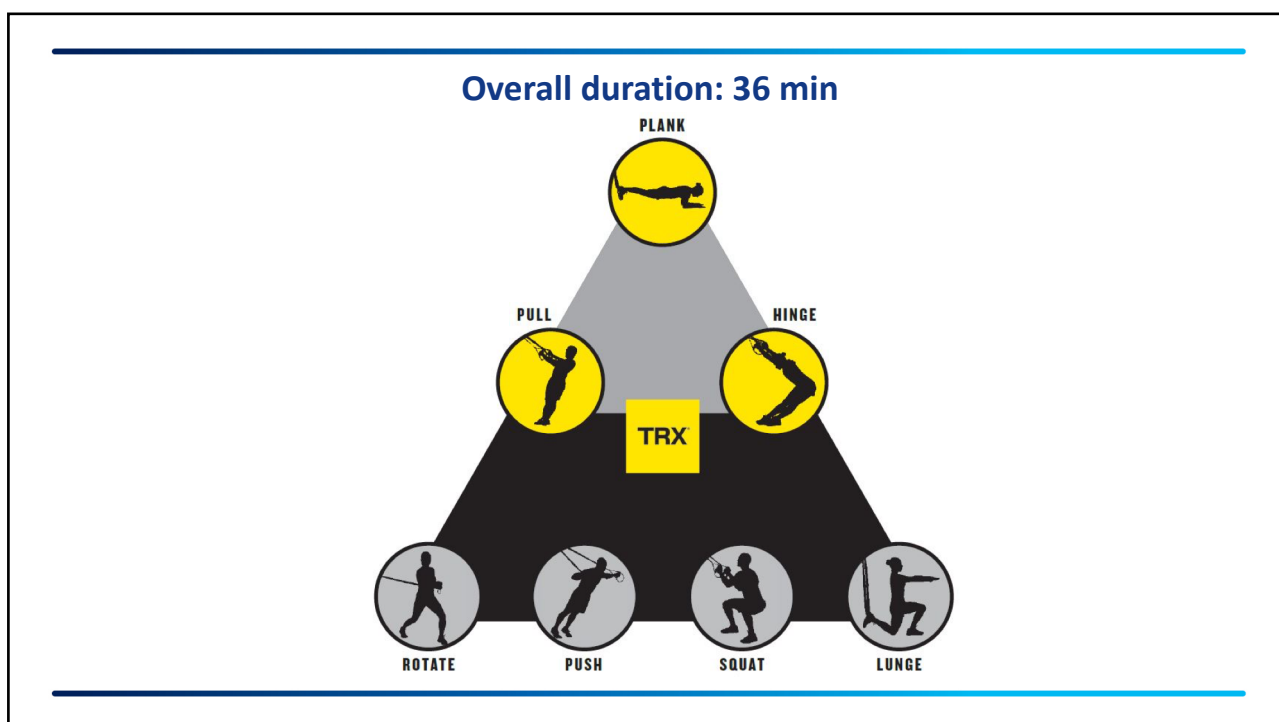 Overall duration: 36 min
PLANK
PULL
HINGE
TRX
ROTATE
PUSH
SQUAT
LUNGE